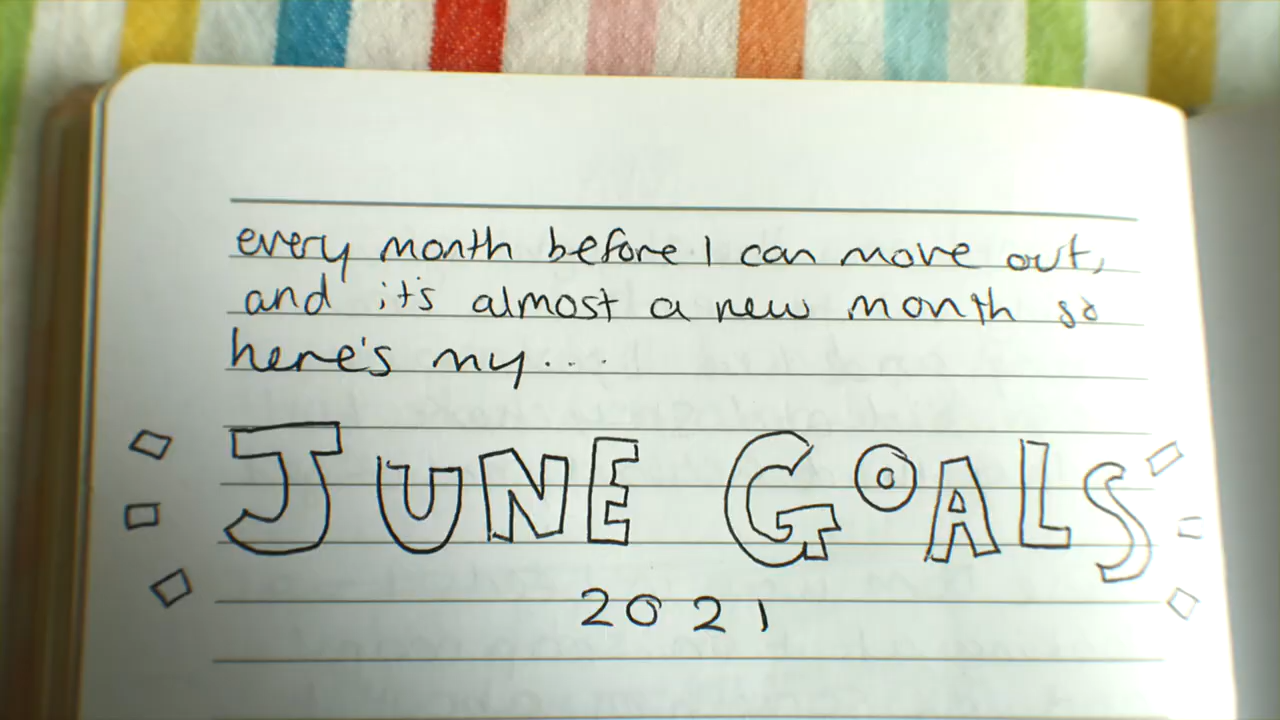 every month before I can move out,
and it's almost a new month so
here's my...
JUNE GOALS
2021